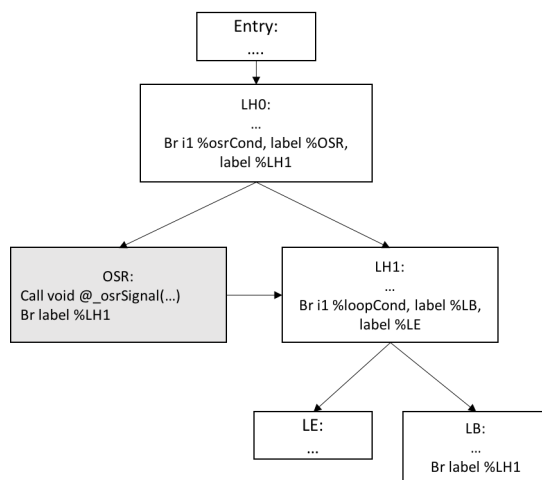 Entry:
....
LH0:
...
Br i1 %osrCond, label %OSR,
label %LH1
OSR:
Call void @_osrSignal(...)
Br label %LH1
LH1:
...
Br i1 %loopCond, label %LB,
label %LE
LE:
...
LB:
...
Br label %LH1